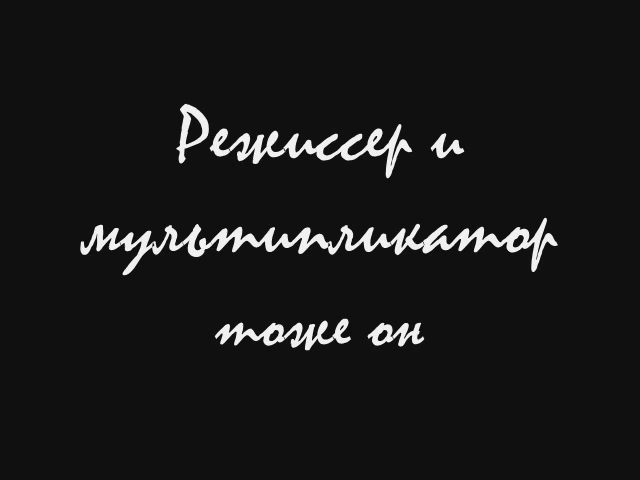 Режиссер и
мультипликатор
тоже он